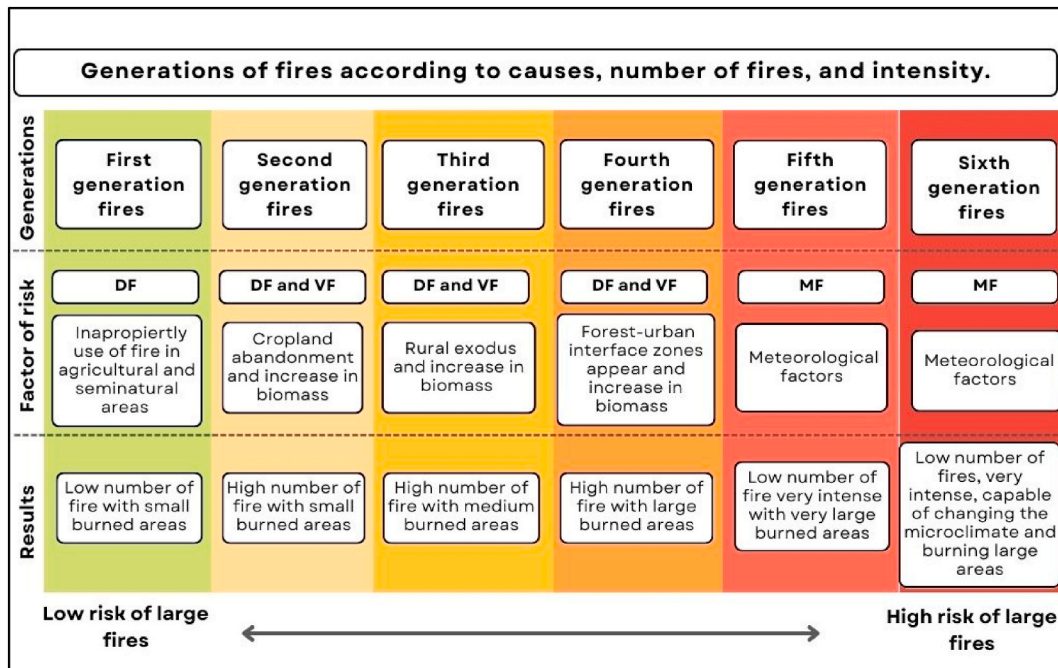 Generations of fires according to causes, number of fires, and intensity.
Generations
First
generation
fires
Second
generation
fires
Third
generation
fires
Fourth
generation
fires
Fifth
generation
fires
Sixth
generation
fires
Factor of risk
DF
DF and VF
DF and VF
DF and VF
MF
MF
Inapropiertly
use of fire in
agricultural and
seminatural
areas
Cropland
abandonment
and increase in
biomass
Rural exodus
and increase in
biomass
Forest-urban
interface zones
appear and
increase in
biomass
Meteorological
factors
Meteorological
factors
Results
Low number of
fire with small
burned areas
High number of
fire with small
burned areas
High number of
fire with medium
burned areas
High number of
fire with large
burned areas
Low number of
fire very intense
with very large
burned areas
Low number of
fires, very
intense, capable
of changing the
microclimate and
burning large
areas
Low risk of large
fires
High risk of large
fires